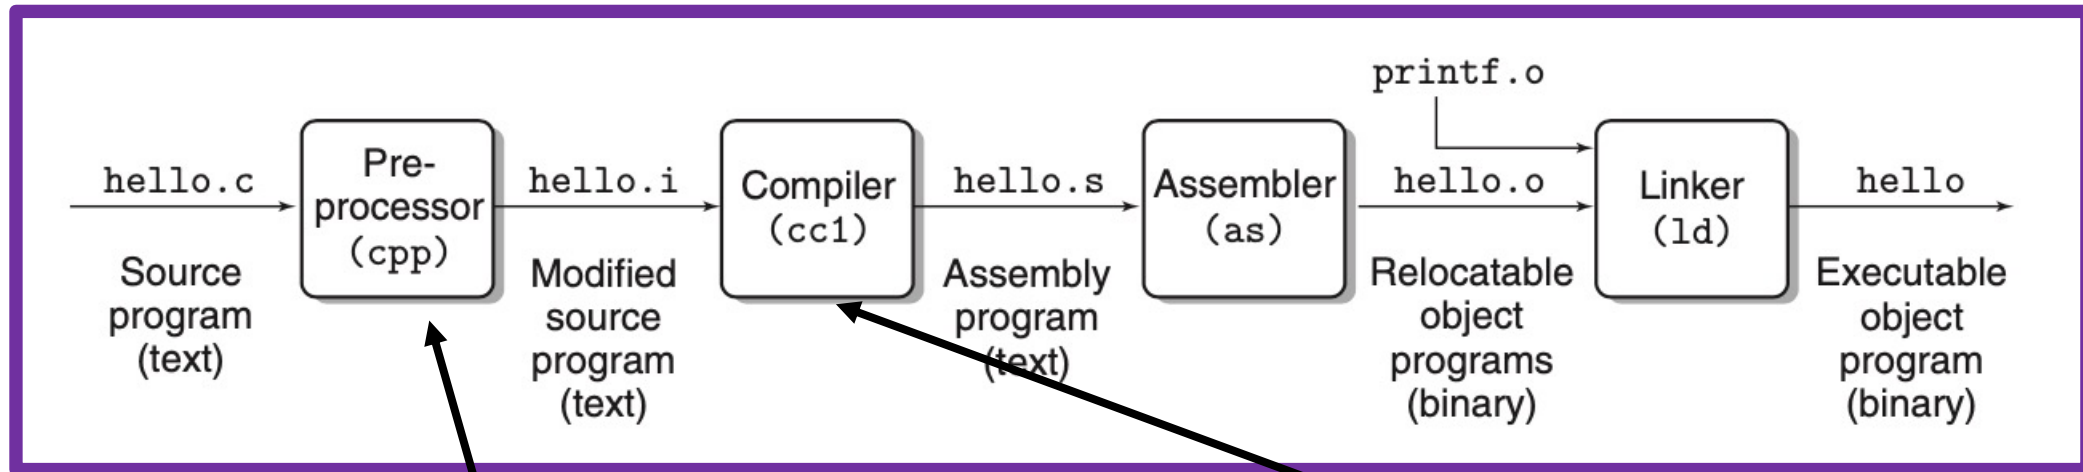 printf.o
hello.c
Pre-
processor
(cpp)
hello.i
Compiler
(cc1)
hello.s
Assembler
(as)
hello.o
Linker
(ld)
hello
Source
program
(text)
Modified
source
program
(text)
Assembly
program
(text)
Relocatable
object
programs
(binary)
Executable
object
program
(binary)